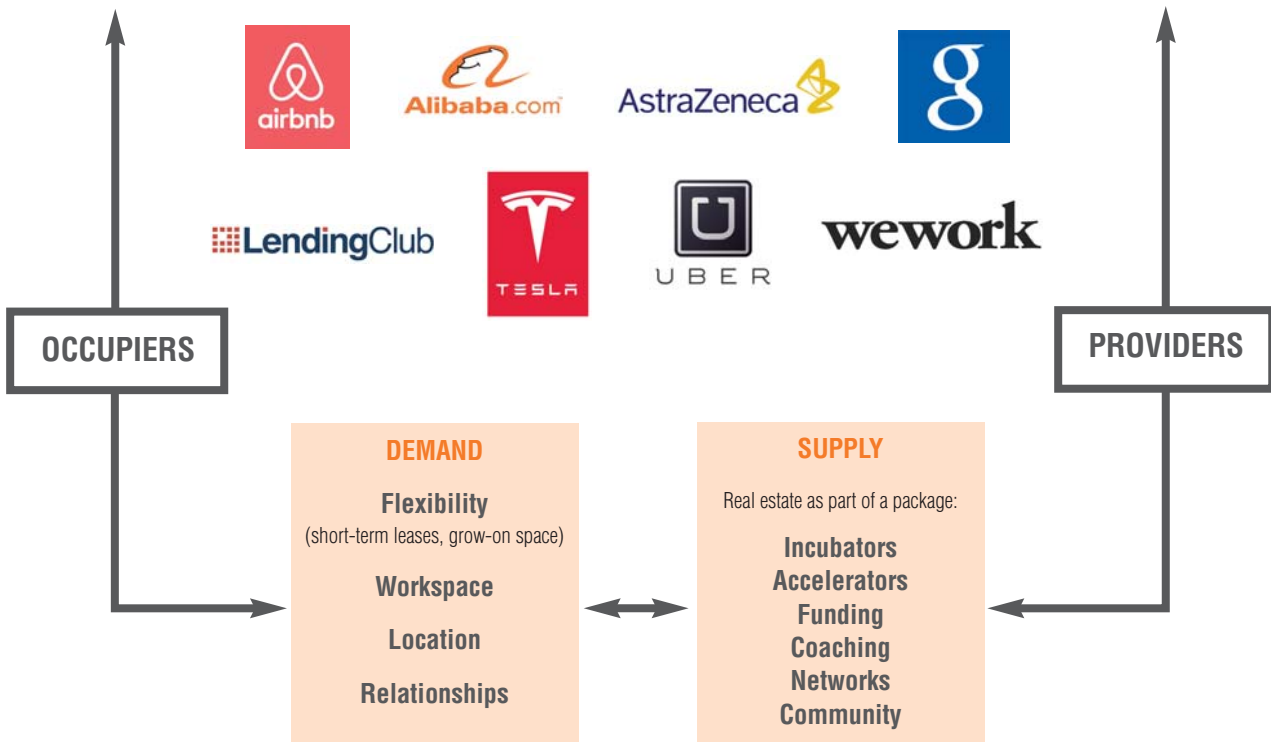 airbnb
Alibaba.com
AstraZeneca
g
LendingClub
TESLA
U
UBER
wework
OCCUPIERS
PROVIDERS
DEMAND
Flexibility
(short-term leases, grow-on space)
Workspace
Location
Relationships
SUPPLY
Real estate as part of a package:
Incubators
Accelerators
Funding
Coaching
Networks
Community